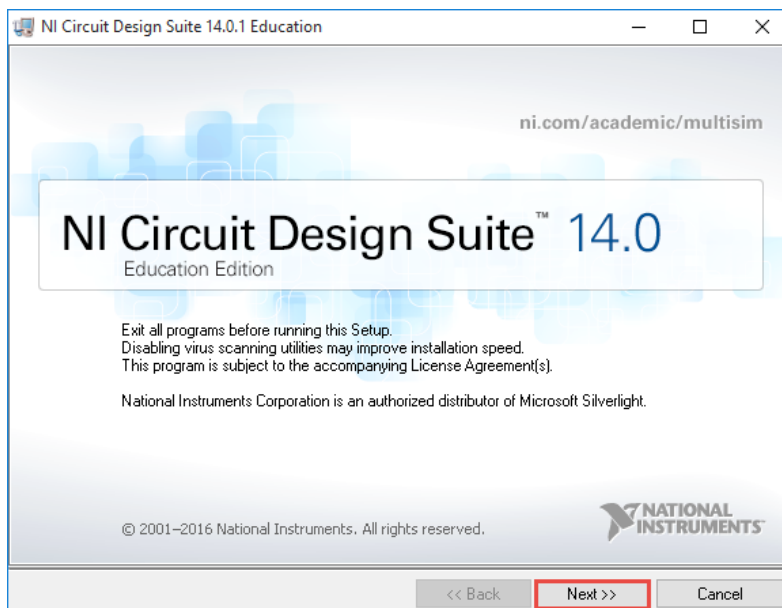 NI Circuit Design Suite 14.0.1 Education
ni.com/academic/multisim
NI Circuit Design Suite™ 14.0
Education Edition
Exit all programs before running this Setup.
Disabling virus scanning utilities may improve installation speed.
This program is subject to the accompanying License Agreement(s).
National Instruments Corporation is an authorized distributor of Microsoft Silverlight.
© 2001–2016 National Instruments. All rights reserved.
NATIONAL
INSTRUMENTS™
<< Back Next >> Cancel